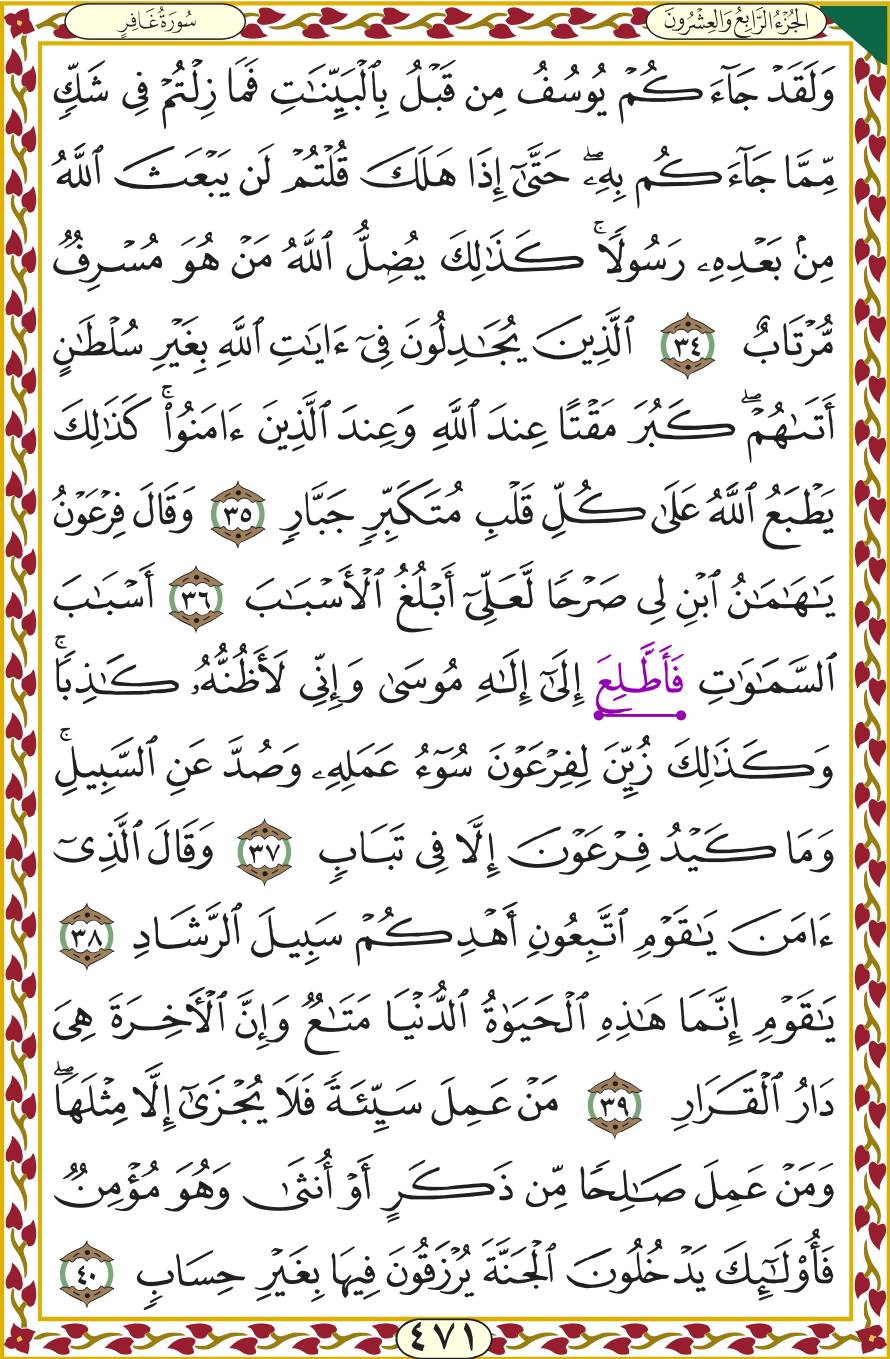 الجُزْءُ الرَّابِعُ وَالعِشْرُونَ
سُورَةُ غَافِرٍ
وَلَقَدۡ جَآءَكُمۡ يُوسُفُ مِن قَبۡلُ بِٱلۡبَيِّنَٰتِ فَمَا زِلۡتُمۡ فِي شَكّٖ
مِّمَّا جَآءَكُم بِهِۦۖ حَتَّىٰٓ إِذَا هَلَكَ قُلۡتُمۡ لَن يَبۡعَثَ ٱللَّهُ
مِنۢ بَعۡدِهِۦ رَسُولٗاۚ كَذَٰلِكَ يُضِلُّ ٱللَّهُ مَنۡ هُوَ مُسۡرِفٞ
مُّرۡتَابٌ ٣٤ ٱلَّذِينَ يُجَٰدِلُونَ فِيٓ ءَايَٰتِ ٱللَّهِ بِغَيۡرِ سُلۡطَٰنٍ
أَتَىٰهُمۡۖ كَبُرَ مَقۡتًا عِندَ ٱللَّهِ وَعِندَ ٱلَّذِينَ ءَامَنُواْۚ كَذَٰلِكَ
يَطۡبَعُ ٱللَّهُ عَلَىٰ كُلِّ قَلۡبِ مُتَكَبِّرٖ جَبَّارٖ ٣٥ وَقَالَ فِرۡعَوۡنُ
يَٰهَٰمَٰنُ ٱبۡنِ لِي صَرۡحٗا لَّعَلِّيٓ أَبۡلُغُ ٱلۡأَسۡبَٰبَ ٣٦ أَسۡبَٰبَ
ٱلسَّمَٰوَٰتِ فَأَطَّلِعَ إِلَىٰٓ إِلَٰهِ مُوسَىٰ وَإِنِّي لَأَظُنُّهُۥ كَٰذِبٗاۚ
وَكَذَٰلِكَ زُيِّنَ لِفِرۡعَوۡنَ سُوٓءُ عَمَلِهِۦ وَصُدَّ عَنِ ٱلسَّبِيلِۚ
وَمَا كَيۡدُ فِرۡعَوۡنَ إِلَّا فِي تَبَابٖ ٣٧ وَقَالَ ٱلَّذِيٓ
ءَامَنَ يَٰقَوۡمِ ٱتَّبِعُونِ أَهۡدِكُمۡ سَبِيلَ ٱلرَّشَادِ ٣٨
يَٰقَوۡمِ إِنَّمَا هَٰذِهِ ٱلۡحَيَوٰةُ ٱلدُّنۡيَا مَتَٰعٞ وَإِنَّ ٱلۡأٓخِرَةَ هِيَ
دَارُ ٱلۡقَرَارِ ٣٩ مَنۡ عَمِلَ سَيِّئَةٗ فَلَا يُجۡزَىٰٓ إِلَّا مِثۡلَهَاۖ
وَمَنۡ عَمِلَ صَٰلِحٗا مِّن ذَكَرٍ أَوۡ أُنثَىٰ وَهُوَ مُؤۡمِنٞ
فَأُوْلَٰٓئِكَ يَدۡخُلُونَ ٱلۡجَنَّةَ يُرۡزَقُونَ فِيهَا بِغَيۡرِ حِسَابٖ ٤٠
٤٧١